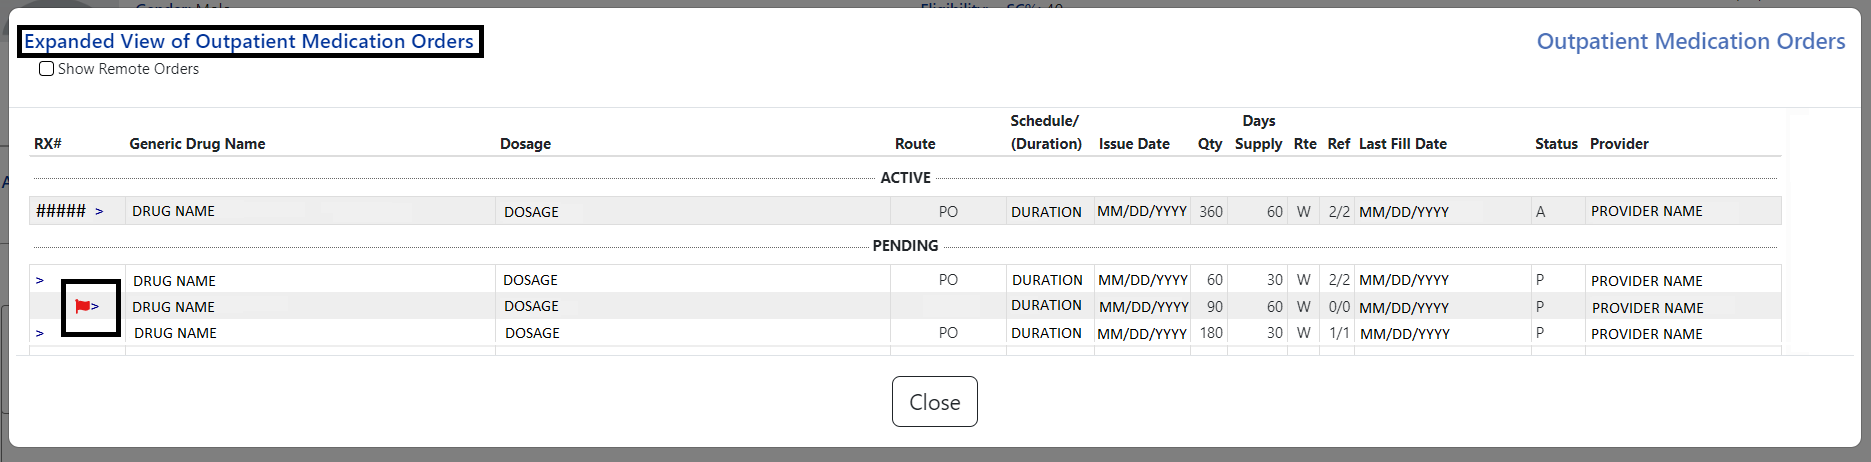 Expanded View of Outpatient Medication Orders
Outpatient Medication Orders
Show Remote Orders
RX# Generic Drug Name Dosage Route Schedule/ (Duration) Issue Date Qty Days Supply Rte Ref Last Fill Date Status Provider
ACTIVE
##### > DRUG NAME DOSAGE PO DURATION MM/DD/YYYY 360 60 W 2/2 MM/DD/YYYY A PROVIDER NAME
PENDING
> DRUG NAME DOSAGE PO DURATION MM/DD/YYYY 60 30 W 2/2 MM/DD/YYYY P PROVIDER NAME
> DRUG NAME DOSAGE DURATION MM/DD/YYYY 90 60 W 0/0 MM/DD/YYYY P PROVIDER NAME
> DRUG NAME DOSAGE PO DURATION MM/DD/YYYY 180 30 W 1/1 MM/DD/YYYY P PROVIDER NAME
Close